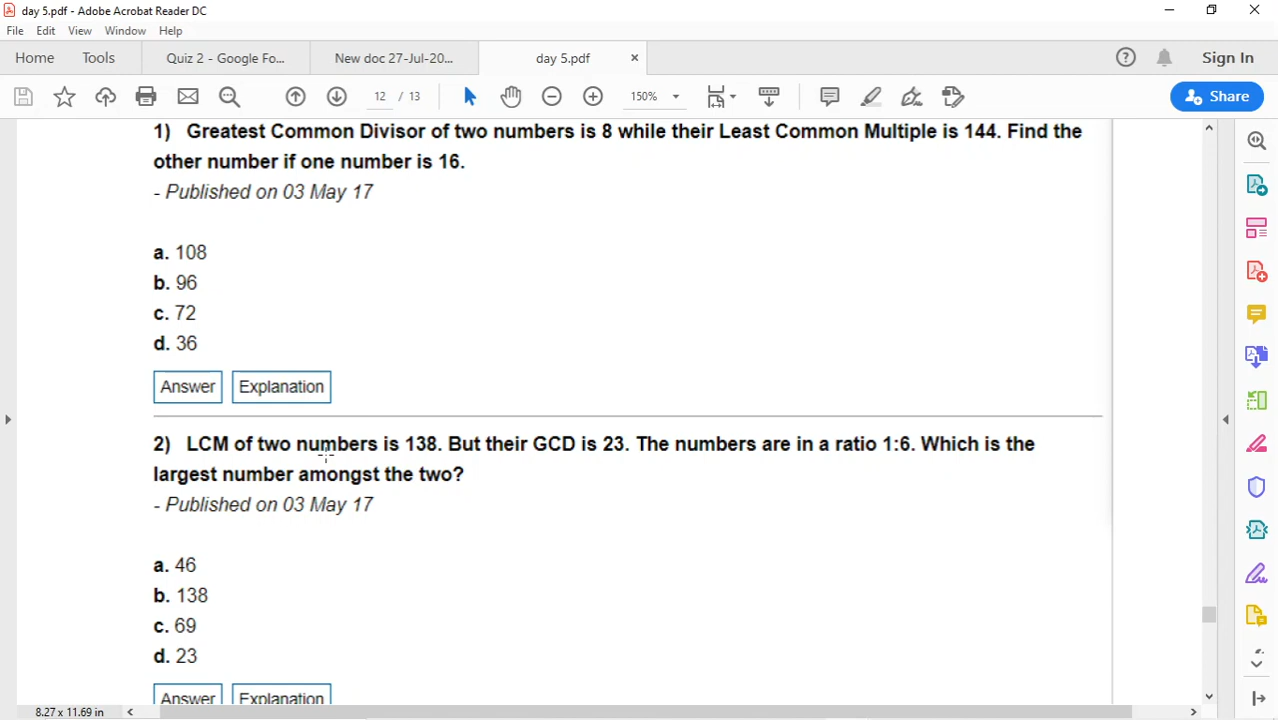 day 5.pdf - Adobe Acrobat Reader DC
File Edit View Window Help
Home Tools Quiz 2 - Google Fo... New doc 27-Jul-20... day 5.pdf × Sign In
12 / 13 150% Share
1) Greatest Common Divisor of two numbers is 8 while their Least Common Multiple is 144. Find the
other number if one number is 16.
- Published on 03 May 17
a. 108
b. 96
c. 72
d. 36
Answer Explanation
2) LCM of two numbers is 138. But their GCD is 23. The numbers are in a ratio 1:6. Which is the
largest number amongst the two?
- Published on 03 May 17
a. 46
b. 138
c. 69
d. 23
Answer Explanation
8.27 x 11.69 in